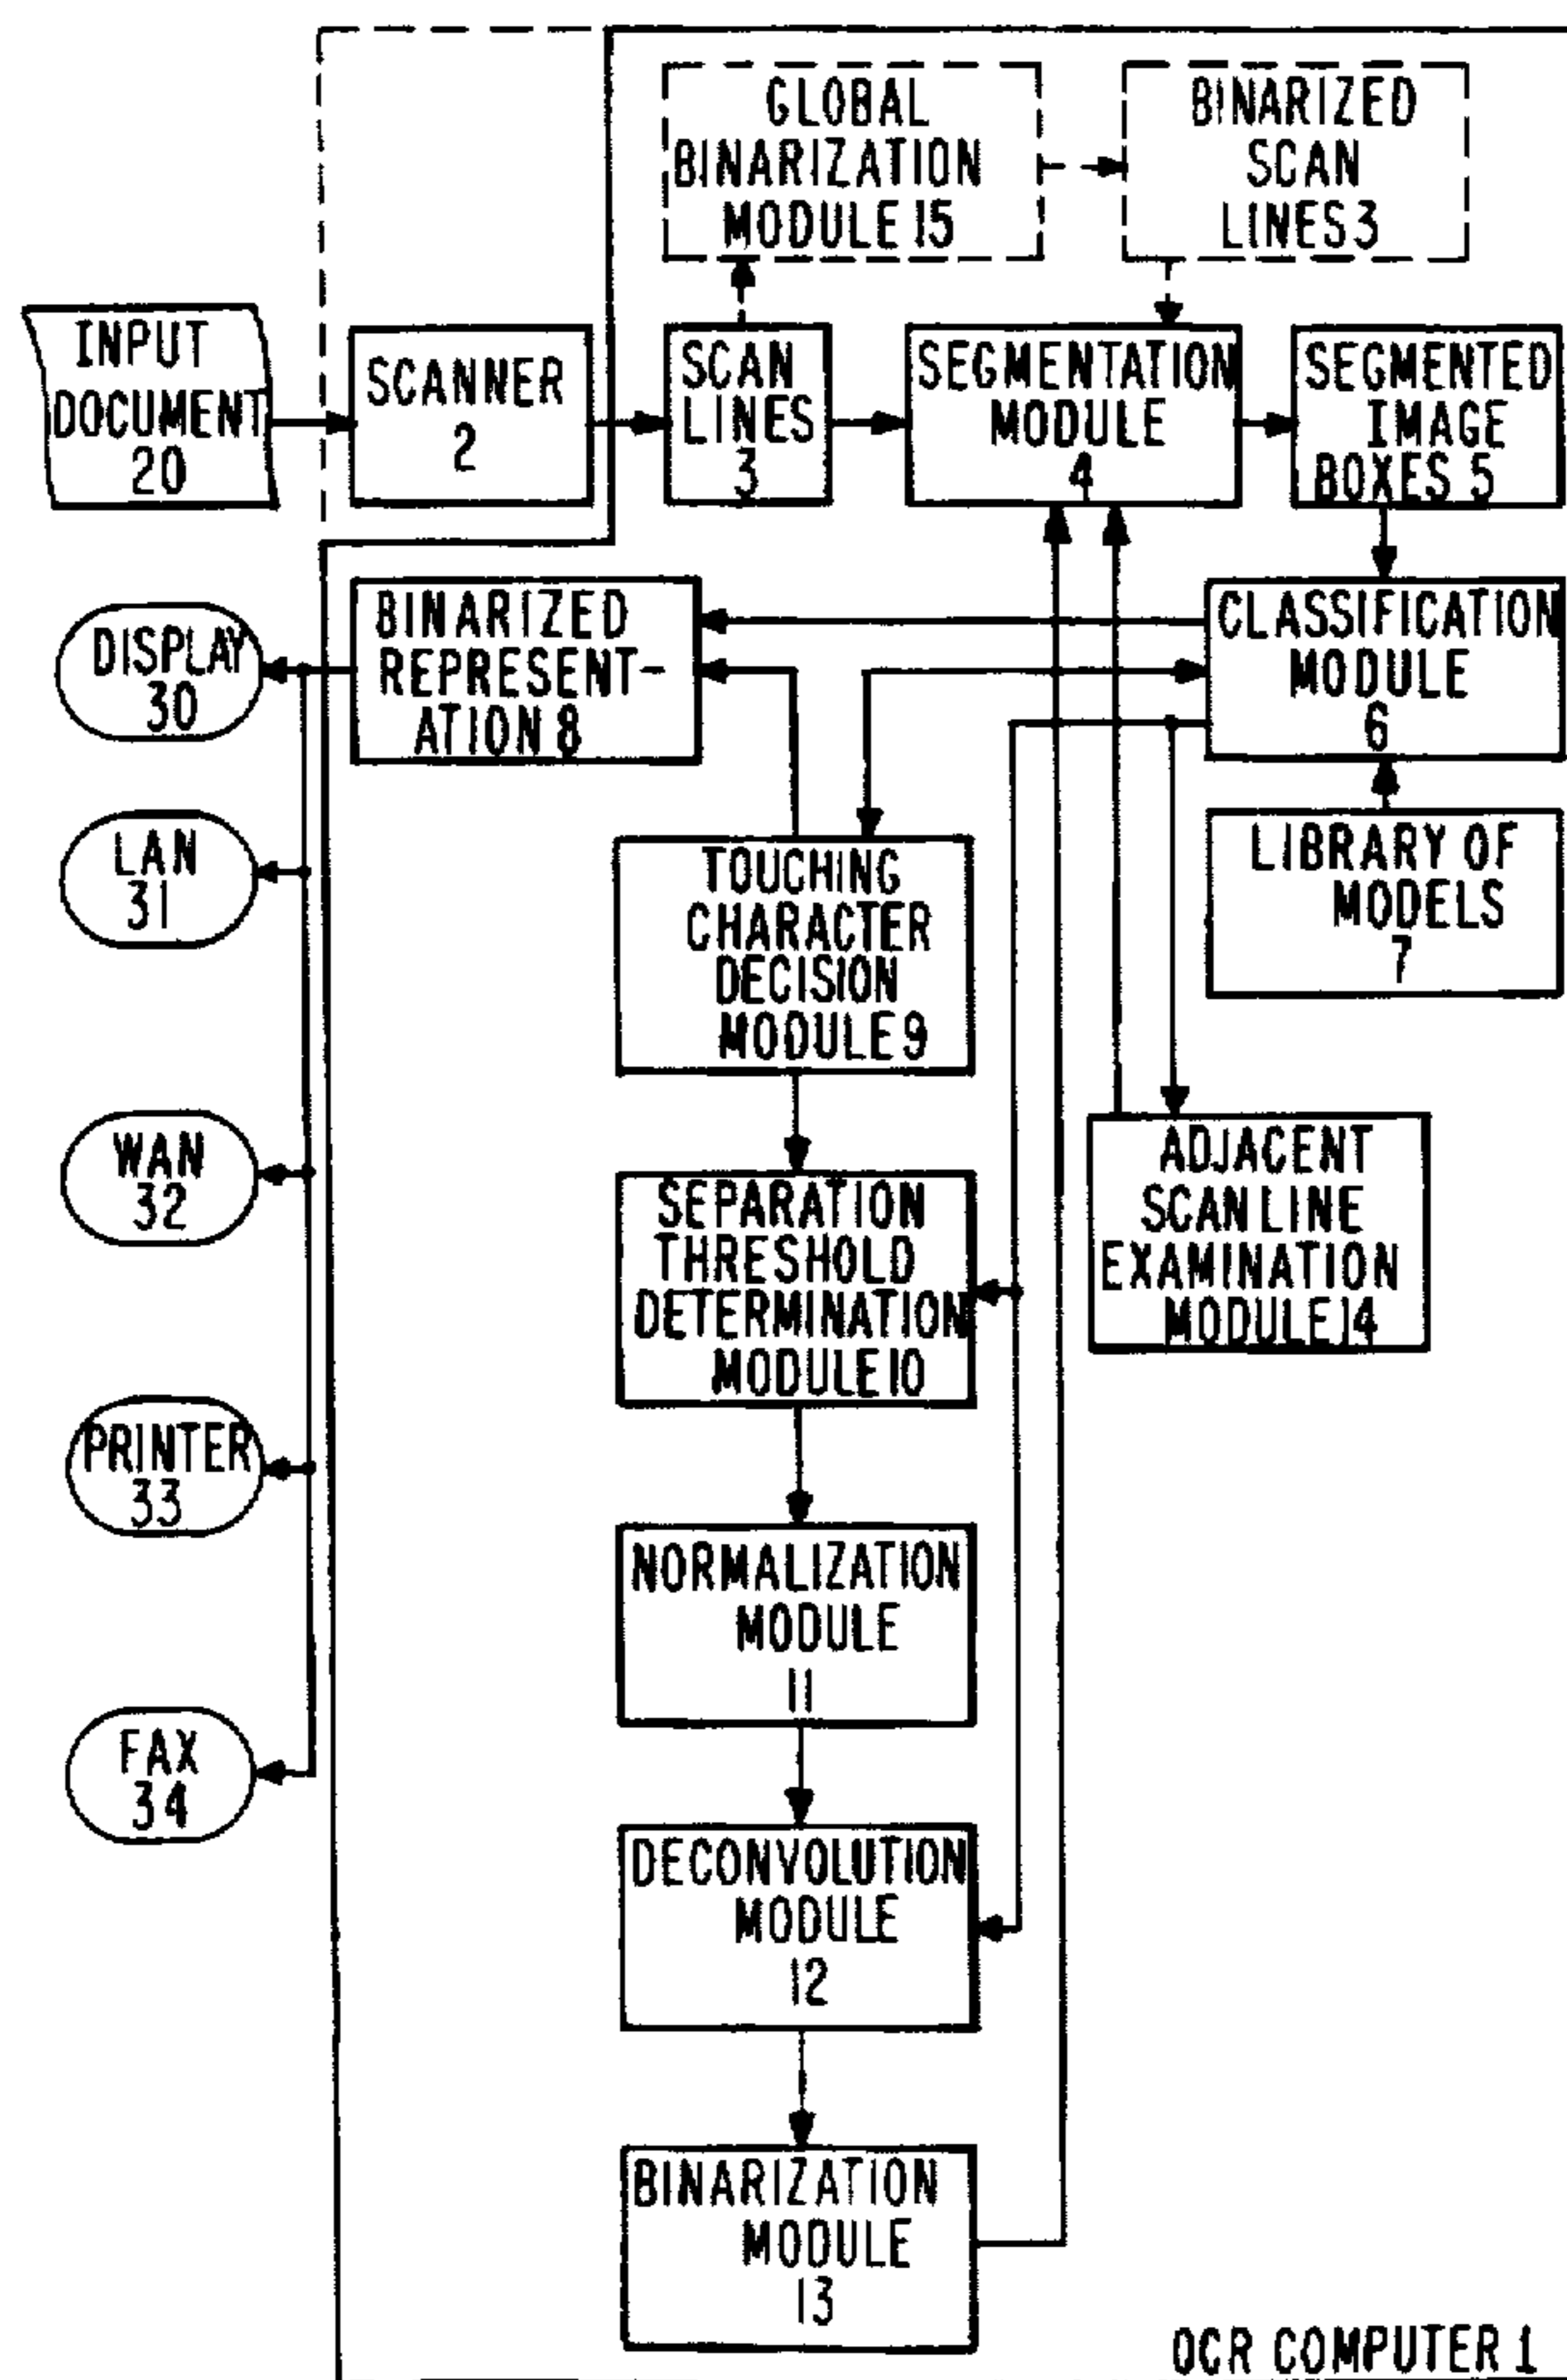 GLOBAL
BINARIZATION
MODULE 15
BINARIZED
SCAN
LINES 3
INPUT
DOCUMENT
20
SCANNER
2
SCAN
LINES
3
SEGMENTATION
MODULE
4
SEGMENTED
IMAGE
BOXES 5
DISPLAY
30
BINARIZED
REPRESENT-
ATION 8
CLASSIFICATION
MODULE
6
LAN
31
TOUCHING
CHARACTER
DECISION
MODULE 9
LIBRARY OF
MODELS
7
WAN
32
SEPARATION
THRESHOLD
DETERMINATION
MODULE 10
ADJACENT
SCAN LINE
EXAMINATION
MODULE 14
PRINTER
33
NORMALIZATION
MODULE
11
FAX
34
DECONVOLUTION
MODULE
12
BINARIZATION
MODULE
13
OCR COMPUTER 1